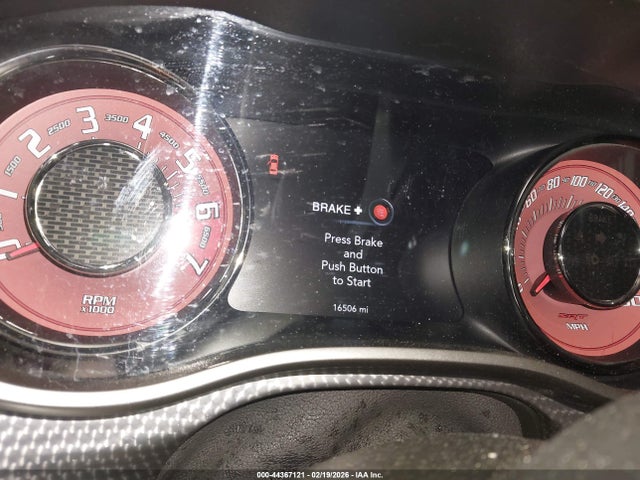 1
1500
2
2500
3
3500
4
4500
5
6
6500
7
RPM
x1000
BRAKE +
Press Brake
and
Push Button
to Start
16506 mi
60
80
100
120
SRT
MPH
000-44367121 - 02/19/2026 - IAA Inc.